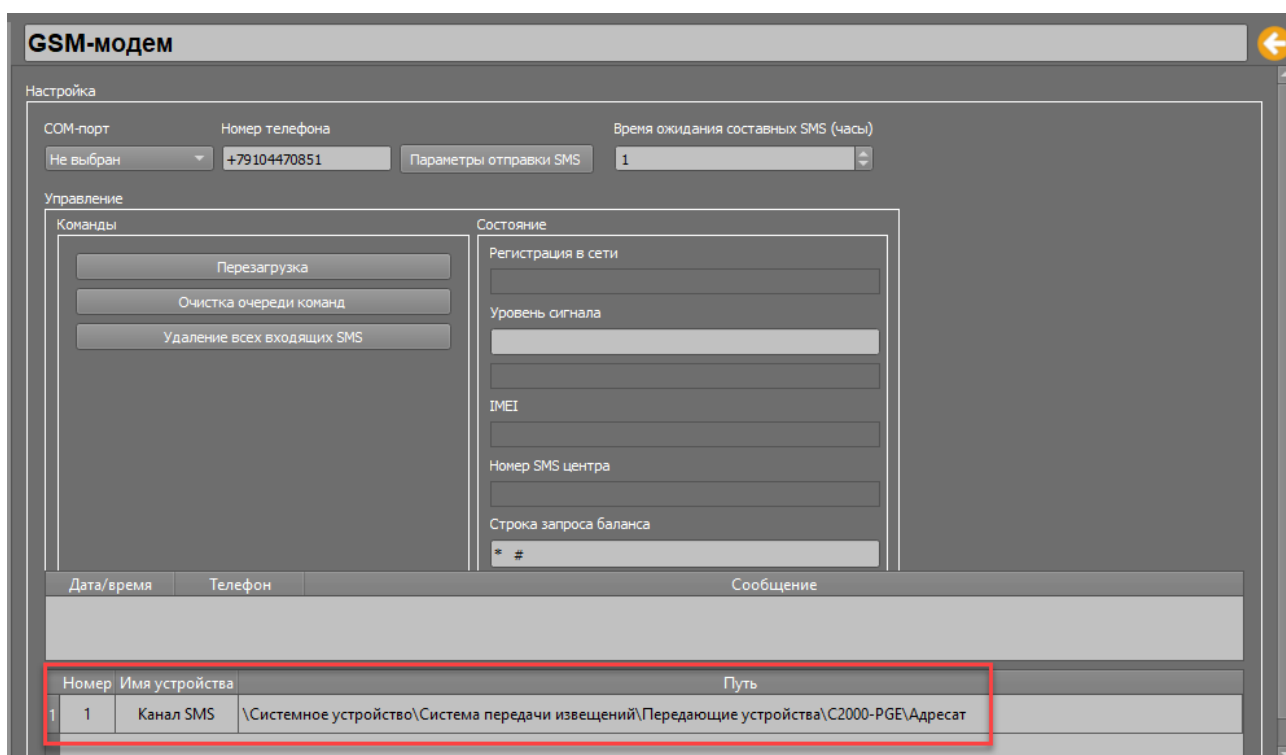 GSM-модем
Настройка
COM-порт Номер телефона Время ожидания составных SMS (часы)
Не выбран +79104470851 Параметры отправки SMS 1
Управление
Команды Состояние
Перезагрузка
Очистка очереди команд
Удаление всех входящих SMS
Регистрация в сети
Уровень сигнала
IMEI
Номер SMS центра
Строка запроса баланса
* #
Дата/время Телефон Сообщение
Номер Имя устройства Путь
1 1 Канал SMS \Системное устройство\Система передачи извещений\Передающие устройства\С2000-PGE\Адресат